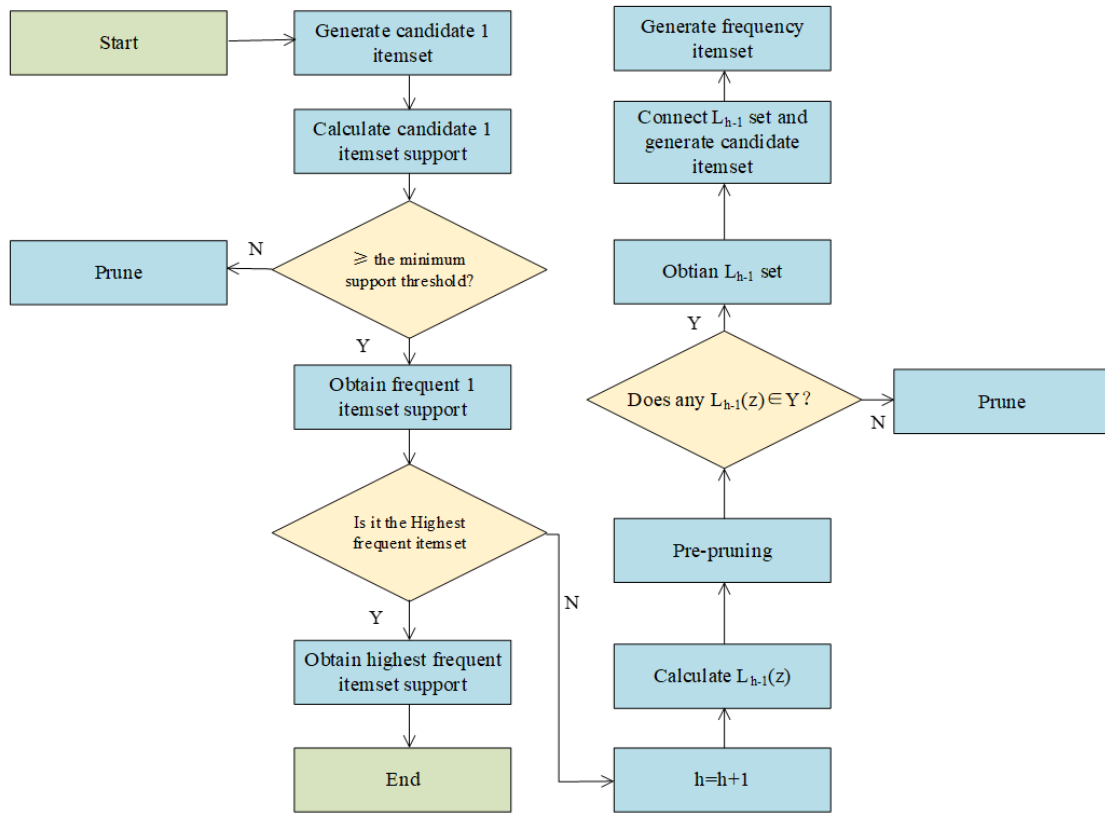 Start
Generate candidate 1
itemset
Calculate candidate 1
itemset support
≥ the minimum
support threshold?
N
Prune
Y
Obtain frequent 1
itemset support
Is it the Highest
frequent itemset
Y
N
Obtain highest frequent
itemset support
End
h=h+1
Calculate Lₕ₋₁(z)
Pre-pruning
Does any Lₕ₋₁(z)∈Y?
N
Prune
Y
Obtian Lₕ₋₁ set
Connect Lₕ₋₁ set and
generate candidate
itemset
Generate frequency
itemset